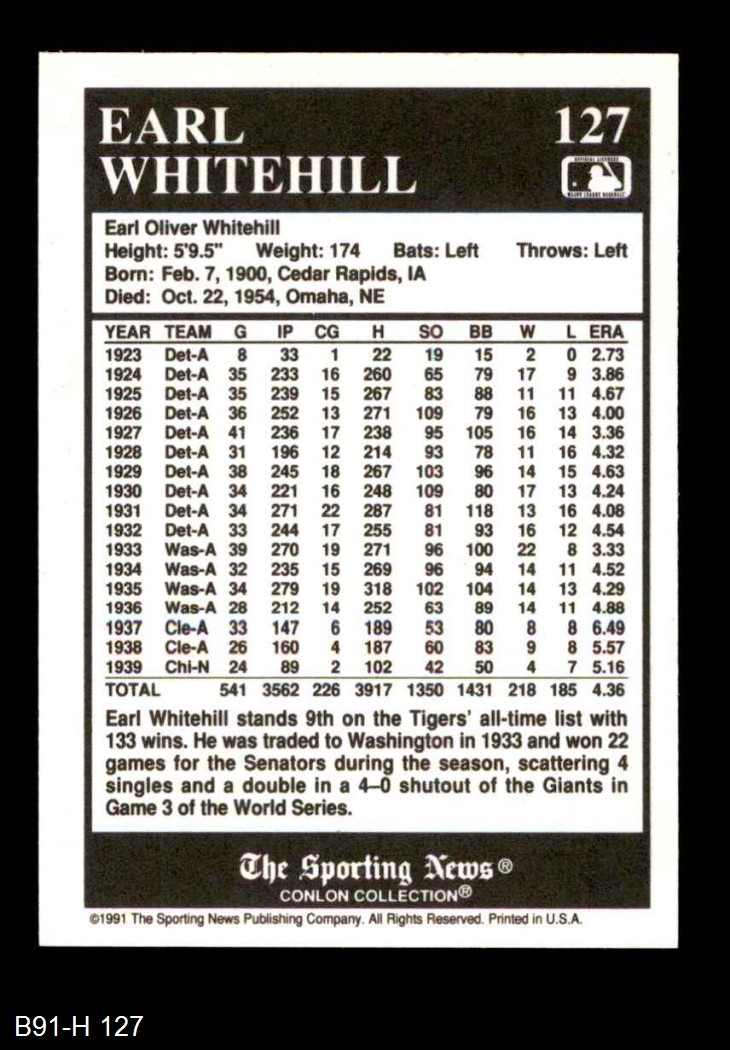 EARL 127
WHITEHILL
OFFICIAL LICENSEE
MAJOR LEAGUE BASEBALL
Earl Oliver Whitehill
Height: 5'9.5" Weight: 174 Bats: Left Throws: Left
Born: Feb. 7, 1900, Cedar Rapids, IA
Died: Oct. 22, 1954, Omaha, NE
YEAR TEAM G IP CG H SO BB W L ERA
1923 Det-A 8 33 1 22 19 15 2 0 2.73
1924 Det-A 35 233 16 260 65 79 17 9 3.86
1925 Det-A 35 239 15 267 83 88 11 11 4.67
1926 Det-A 36 252 13 271 109 79 16 13 4.00
1927 Det-A 41 236 17 238 95 105 16 14 3.36
1928 Det-A 31 196 12 214 93 78 11 16 4.32
1929 Det-A 38 245 18 267 103 96 14 15 4.63
1930 Det-A 34 221 16 248 109 80 17 13 4.24
1931 Det-A 34 271 22 287 81 118 13 16 4.08
1932 Det-A 33 244 17 255 81 93 16 12 4.54
1933 Was-A 39 270 19 271 96 100 22 8 3.33
1934 Was-A 32 235 15 269 96 94 14 11 4.52
1935 Was-A 34 279 19 318 102 104 14 13 4.29
1936 Was-A 28 212 14 252 63 89 14 11 4.88
1937 Cle-A 33 147 6 189 53 80 8 8 6.49
1938 Cle-A 26 160 4 187 60 83 9 8 5.57
1939 Chi-N 24 89 2 102 42 50 4 7 5.16
TOTAL 541 3562 226 3917 1350 1431 218 185 4.36
Earl Whitehill stands 9th on the Tigers' all-time list with
133 wins. He was traded to Washington in 1933 and won 22
games for the Senators during the season, scattering 4
singles and a double in a 4–0 shutout of the Giants in
Game 3 of the World Series.
The Sporting News®
CONLON COLLECTION®
©1991 The Sporting News Publishing Company. All Rights Reserved. Printed in U.S.A.
B91-H 127